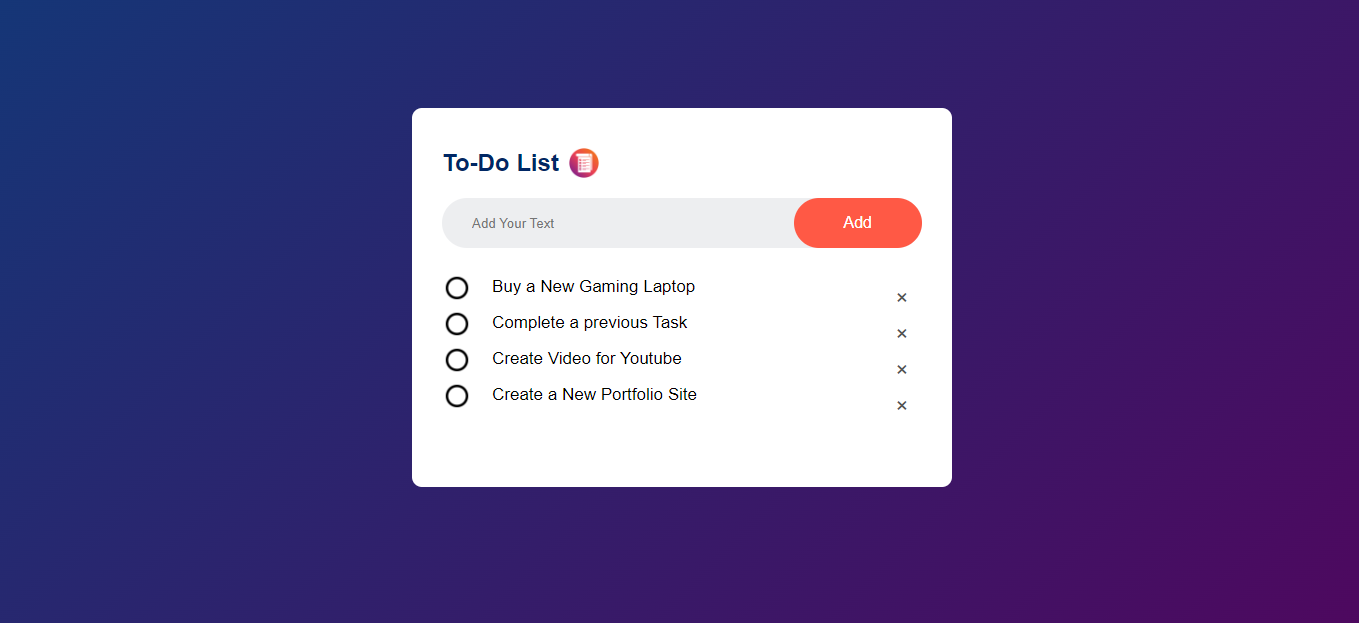 To-Do List
Add Your Text
Add
Buy a New Gaming Laptop
×
Complete a previous Task
×
Create Video for Youtube
×
Create a New Portfolio Site
×